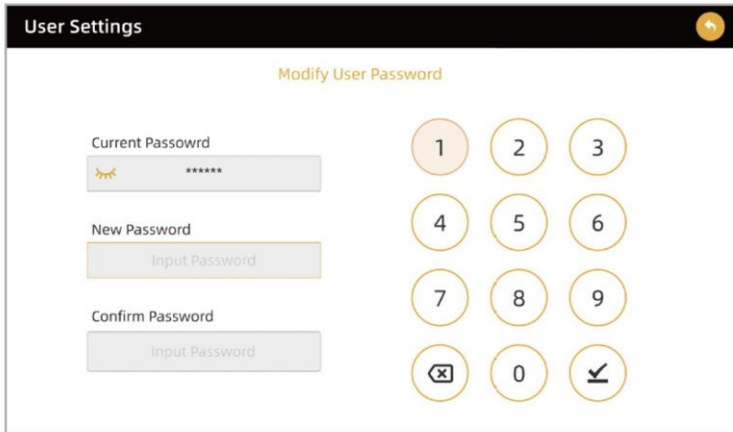 User Settings
Modify User Password
Current Passowrd
******
New Password
Input Password
Confirm Password
Input Password
1 2 3
4 5 6
7 8 9
0